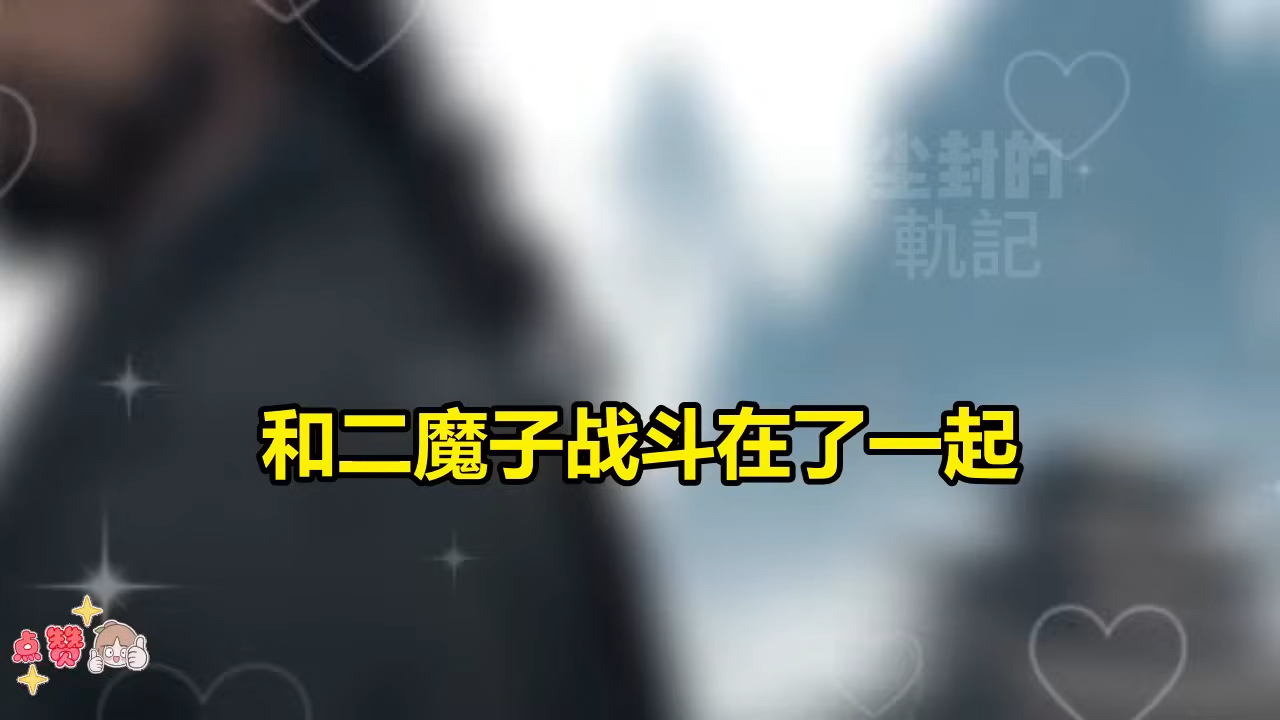 尘封的
軌記
和二魔子战斗在了一起
点赞